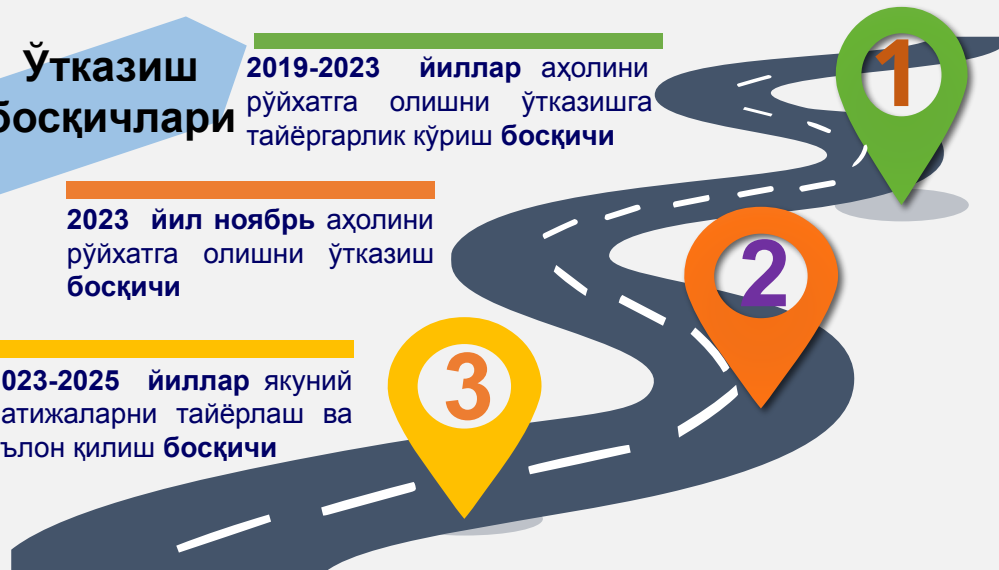 Ўтказиш
босқичлари
2019-2023 йиллар аҳолини
рўйхатга олишни ўтказишга
тайёргарлик кўриш босқичи
1
2023 йил ноябрь аҳолини
рўйхатга олишни ўтказиш
босқичи
2
023-2025 йиллар якуний
атижаларни тайёрлаш ва
ълон қилиш босқичи
3